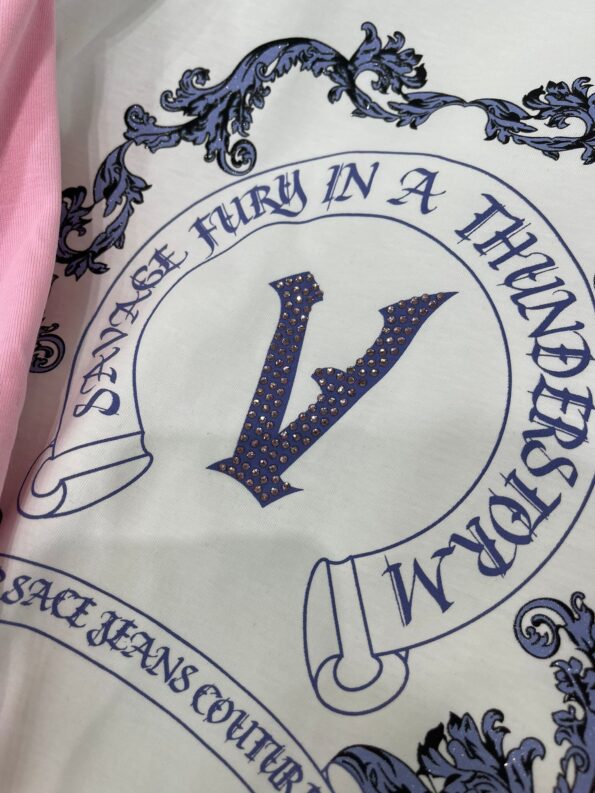 SAVAGE FURY IN A THUNDERSTORM
V
SACE JEANS COUTUR